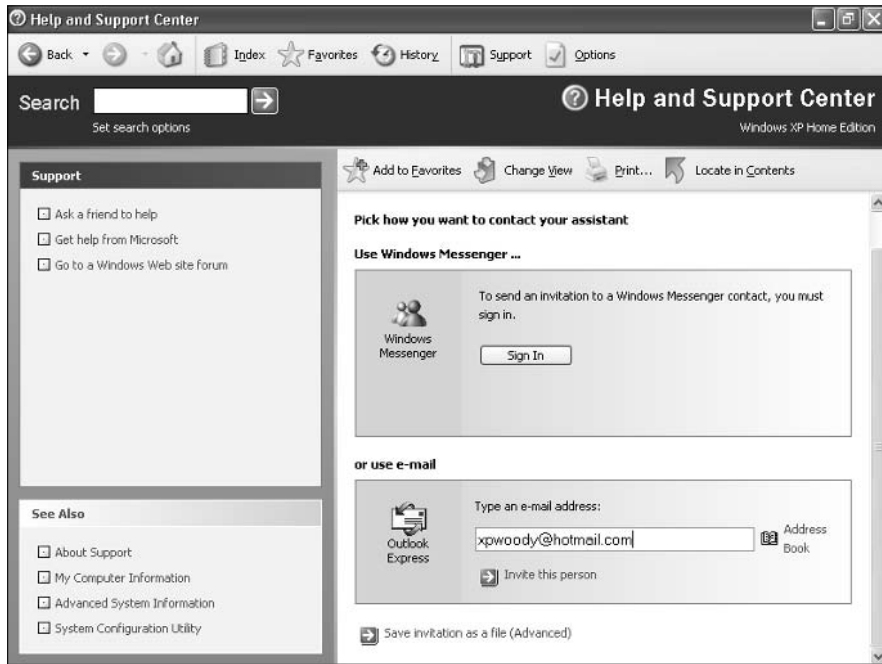 Help and Support Center
Back
Index
Favorites
History
Support
Options
Search
Set search options
Help and Support Center
Windows XP Home Edition
Support
Ask a friend to help
Get help from Microsoft
Go to a Windows Web site forum
See Also
About Support
My Computer Information
Advanced System Information
System Configuration Utility
Add to Favorites
Change View
Print...
Locate in Contents
Pick how you want to contact your assistant
Use Windows Messenger ...
Windows
Messenger
To send an invitation to a Windows Messenger contact, you must
sign in.
Sign In
or use e-mail
Outlook
Express
Type an e-mail address:
xpwoody@hotmail.com
Address
Book
Invite this person
Save invitation as a file (Advanced)